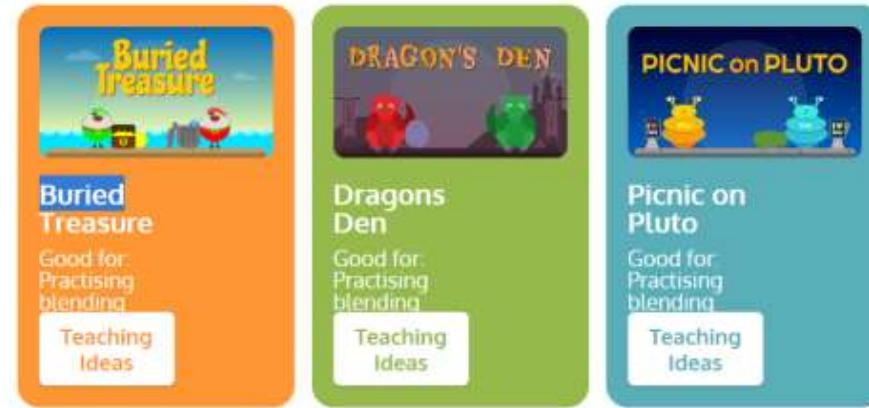 Buried
Treasure
Buried
Treasure
Good for:
Practising
blending
Teaching
Ideas
DRAGON'S DEN
Dragons
Den
Good for:
Practising
blending
Teaching
Ideas
PICNIC on PLUTO
Picnic on
Pluto
Good for:
Practising
blending
Teaching
Ideas